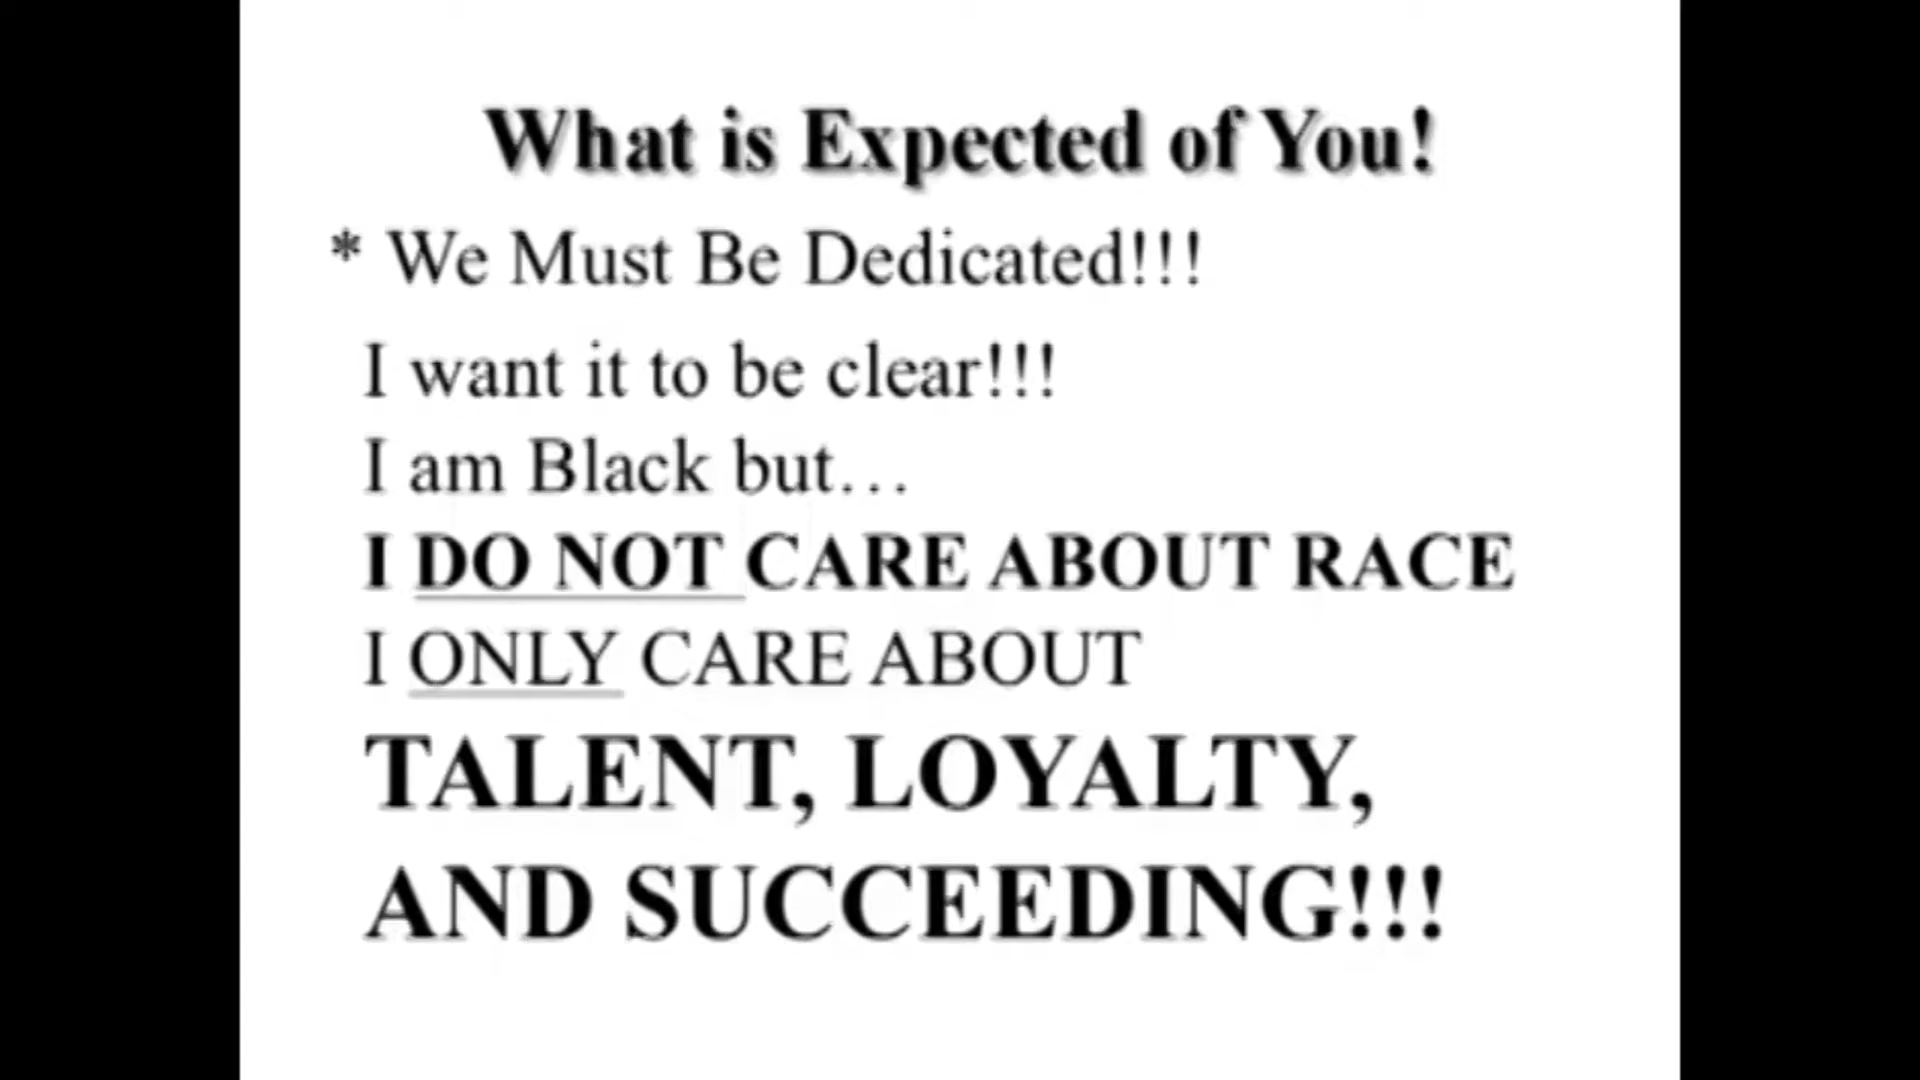 What is Expected of You!
* We Must Be Dedicated!!!
I want it to be clear!!!
I am Black but…
I DO NOT CARE ABOUT RACE
I ONLY CARE ABOUT
TALENT, LOYALTY,
AND SUCCEEDING!!!